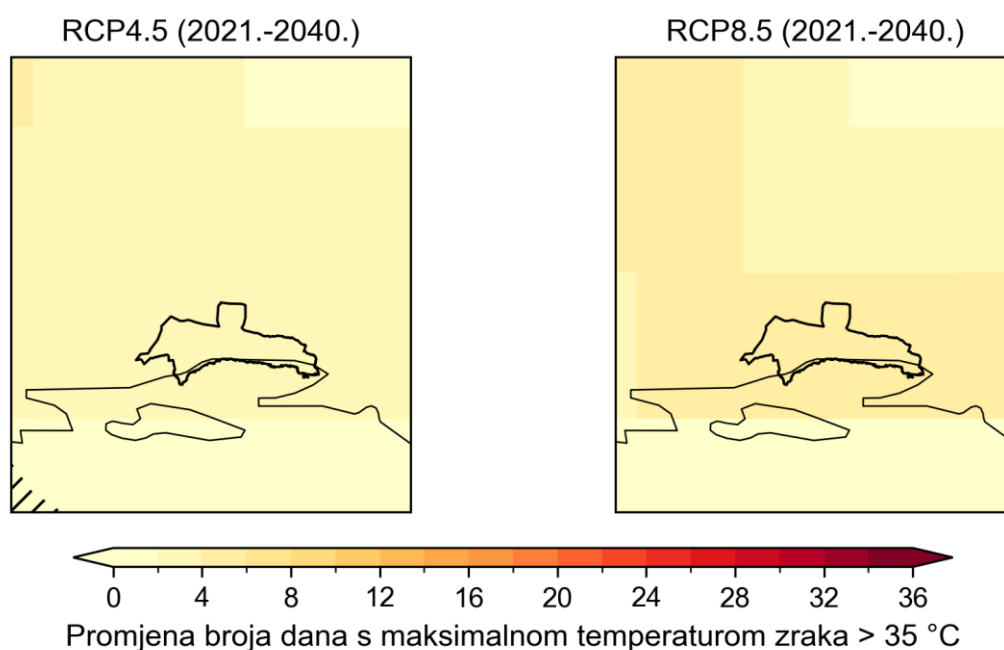 RCP4.5 (2021.-2040.) RCP8.5 (2021.-2040.)
0 4 8 12 16 20 24 28 32 36
Promjena broja dana s maksimalnom temperaturom zraka > 35 °C